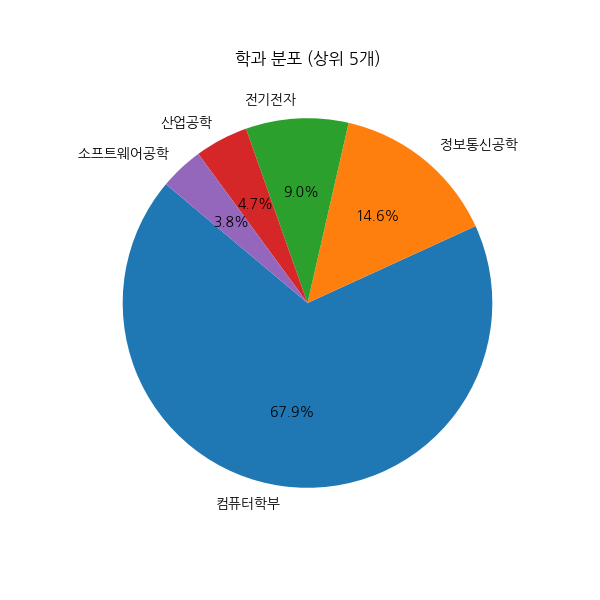 학과 분포 (상위 5개)
전기전자
산업공학
정보통신공학
소프트웨어공학
9.0%
4.7%
14.6%
3.8%
67.9%
컴퓨터학부